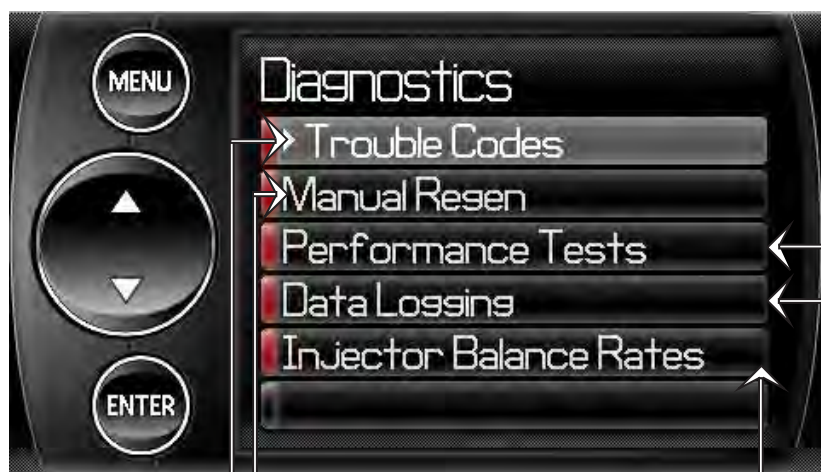 MENU
Diagnostics
Trouble Codes
Manual Regen
Performance Tests
Data Logging
Injector Balance Rates
ENTER